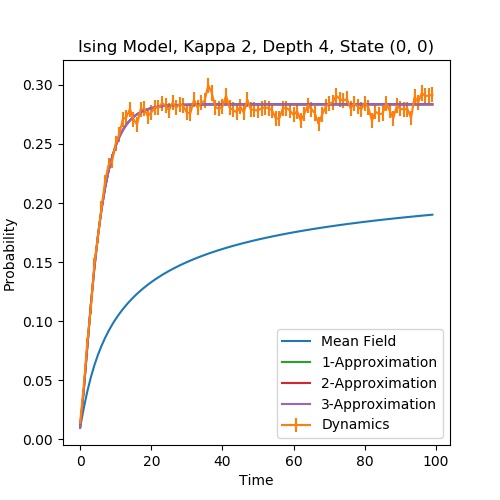 Ising Model, Kappa 2, Depth 4, State (0, 0)
0.30
0.25
0.20
0.15
0.10
0.05
0.00
Probability
0 20 40 60 80 100
Time
Mean Field
1-Approximation
2-Approximation
3-Approximation
Dynamics